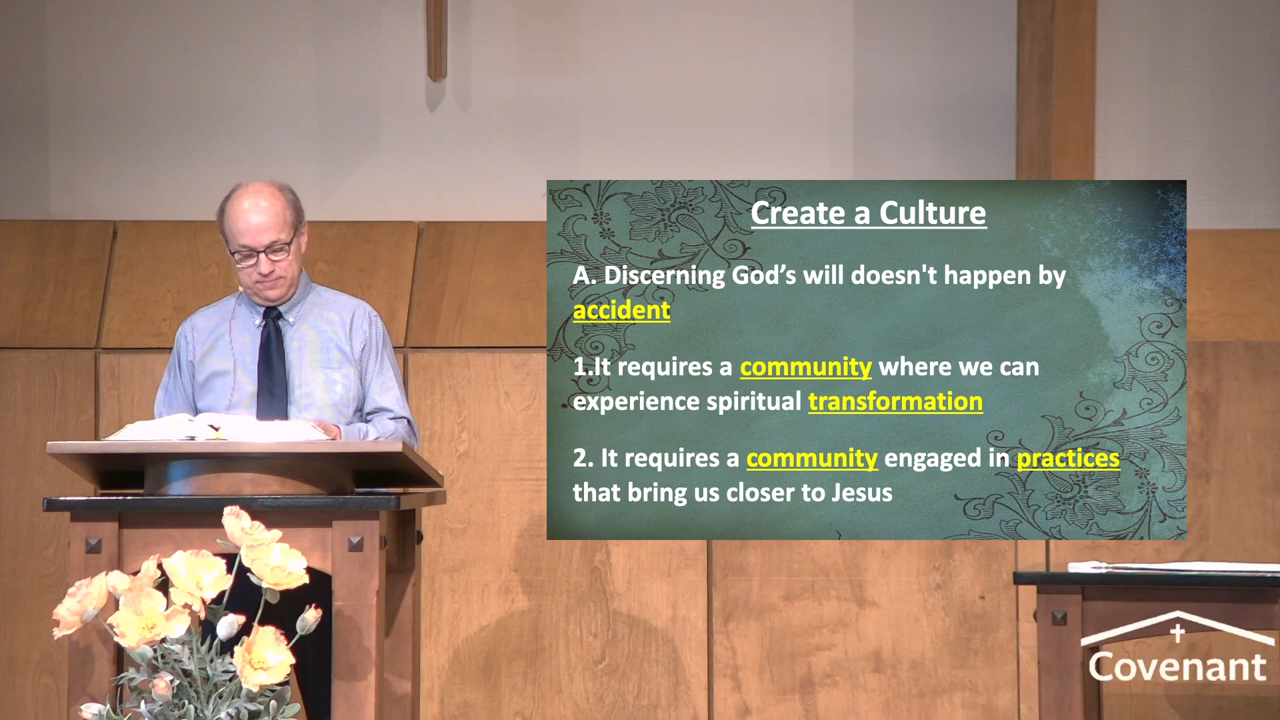 Create a Culture
A. Discerning God’s will doesn't happen by
accident
1.It requires a community where we can
experience spiritual transformation
2. It requires a community engaged in practices
that bring us closer to Jesus
Covenant